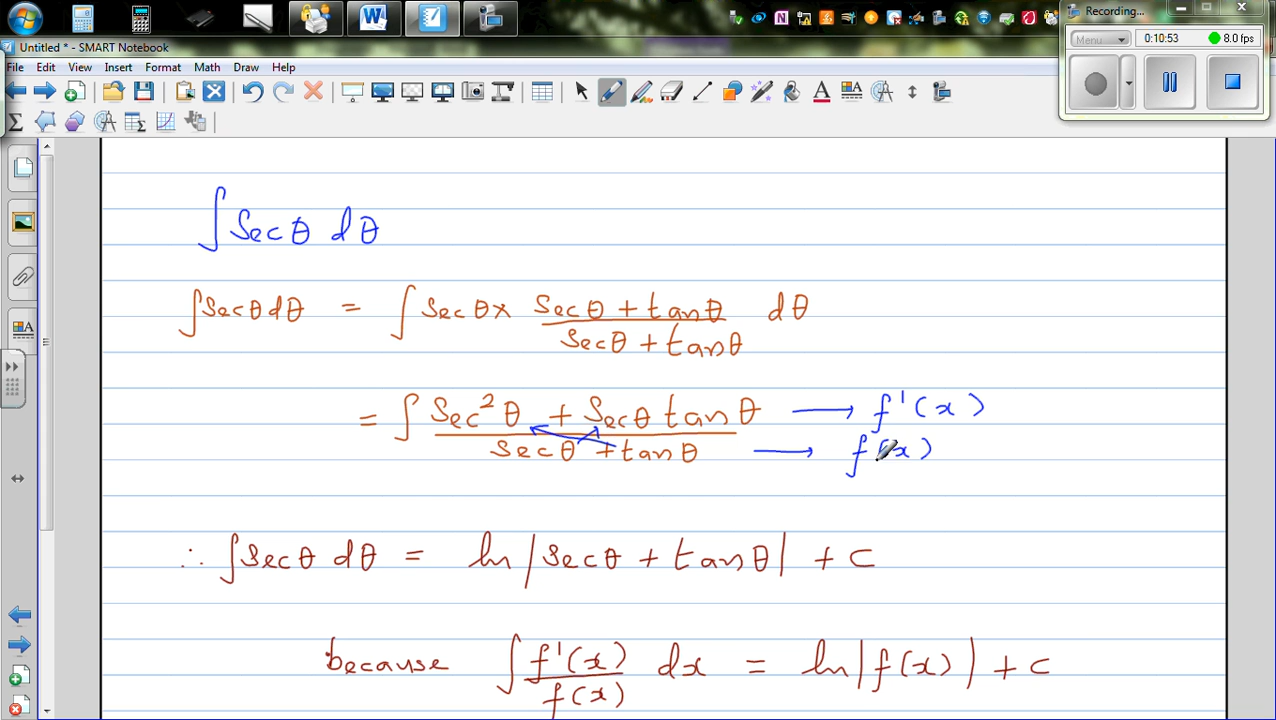 Recording...
Untitled * - SMART Notebook
Menu 0:10:53 8.0 fps
File Edit View Insert Format Math Draw Help
∫ Secθ dθ
∫Secθdθ = ∫ Secθ× (Secθ + tanθ)/(Secθ + tanθ) dθ
= ∫ (Sec²θ + Secθ tanθ)/(Secθ + tanθ) → f'(x)
→ f(x)
∴ ∫Secθ dθ = ln|Secθ + tanθ| + c
because ∫ f'(x)/f(x) dx = ln|f(x)| + c